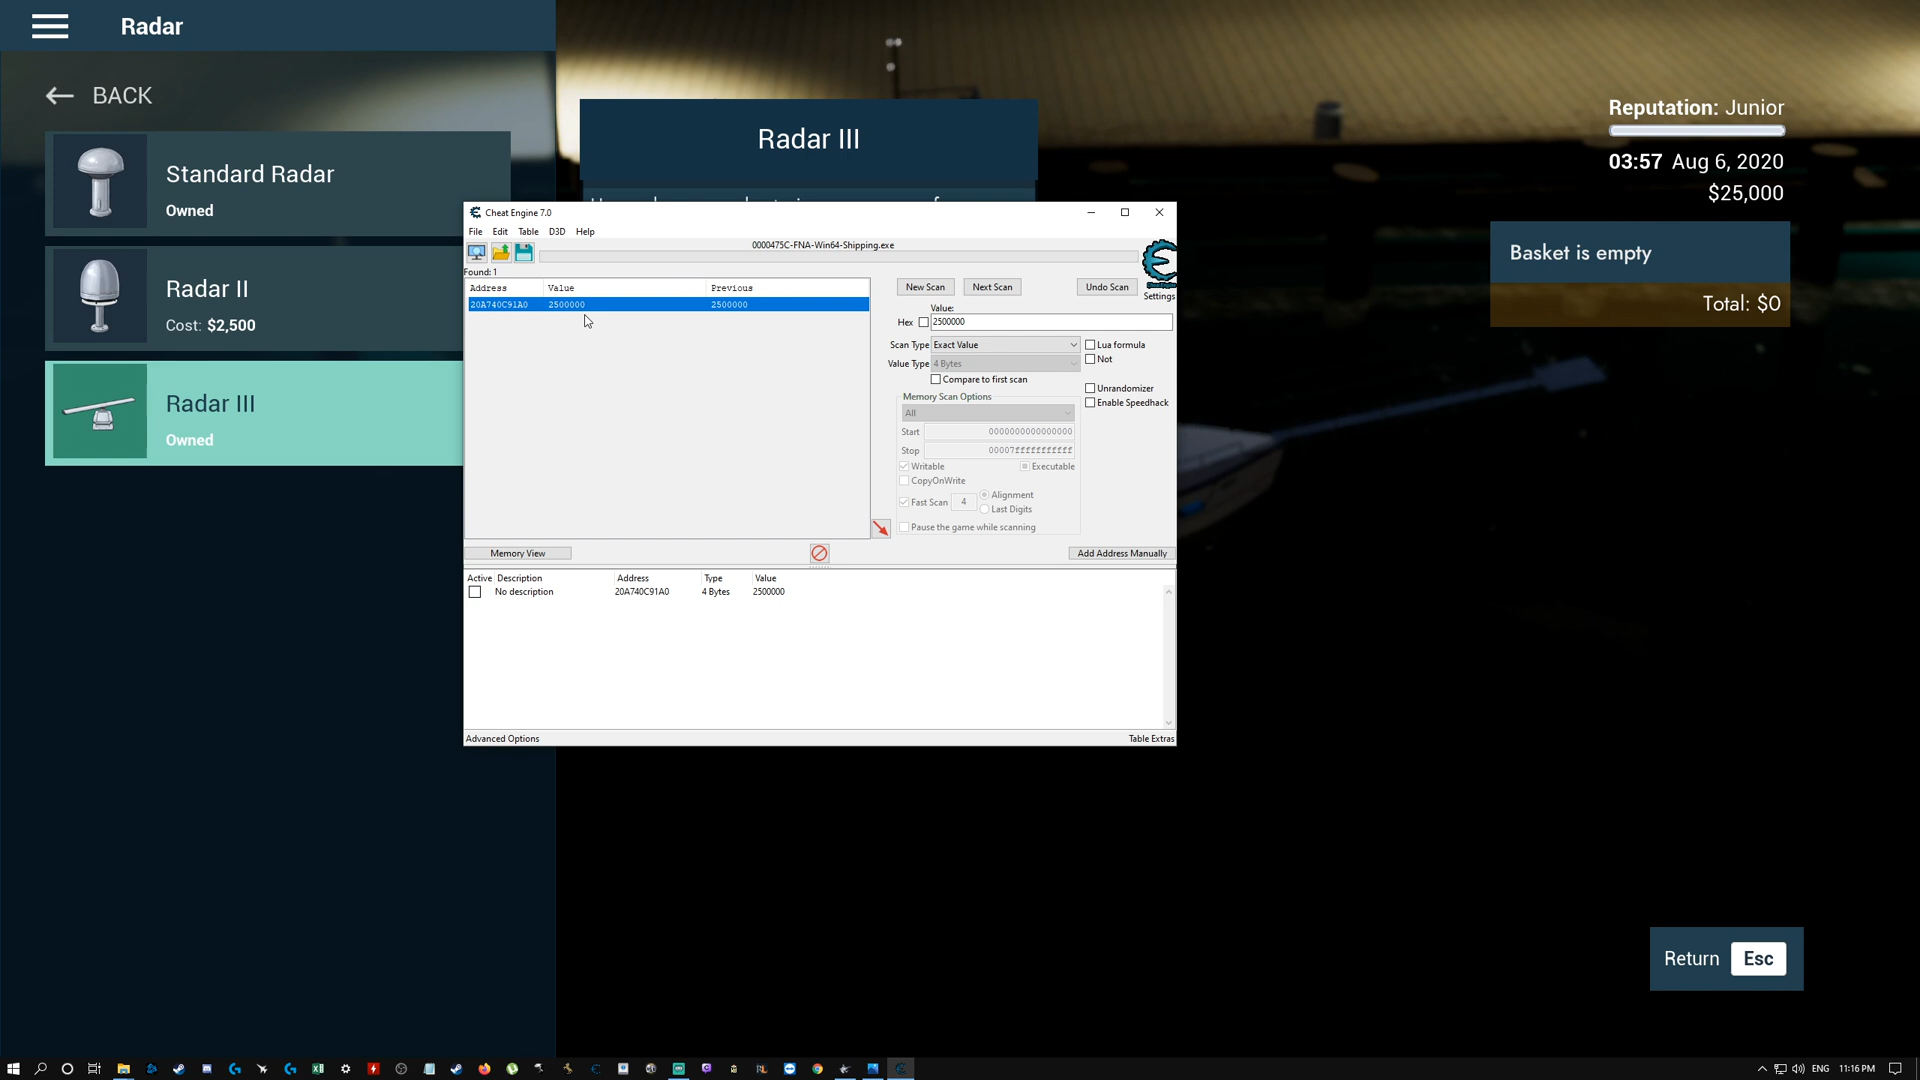 Radar
BACK
Standard Radar
Owned
Radar II
Cost: $2,500
Radar III
Owned
Radar III
Reputation: Junior
03:57 Aug 6, 2020
$25,000
Basket is empty
Total: $0
Return Esc
Cheat Engine 7.0
File Edit Table D3D Help
0000475C-FNA-Win64-Shipping.exe
Found: 1
Address Value Previous
20A740C91A0 2500000 2500000
New Scan Next Scan Undo Scan
Settings
Value:
Hex 2500000
Scan Type Exact Value
Lua formula
Not
Value Type 4 Bytes
Compare to first scan
Unrandomizer
Enable Speedhack
Memory Scan Options
All
Start 0000000000000000
Stop 00007fffffffffff
Writable Executable
CopyOnWrite
Fast Scan 4 Alignment
Last Digits
Pause the game while scanning
Memory View
Add Address Manually
Active Description Address Type Value
No description 20A740C91A0 4 Bytes 2500000
Advanced Options
Table Extras
ENG 11:16 PM